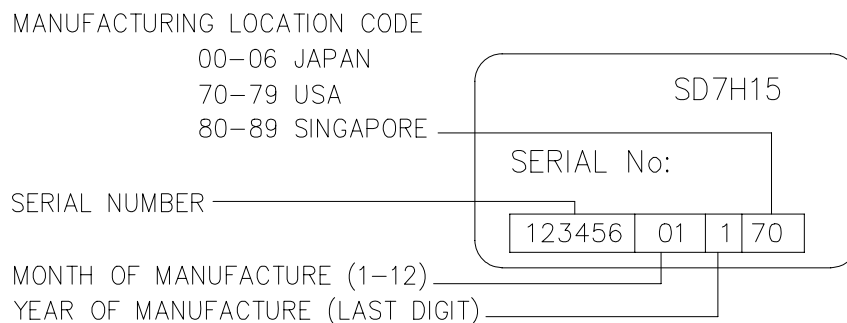 MANUFACTURING LOCATION CODE
00-06 JAPAN
70-79 USA
80-89 SINGAPORE
SD7H15
SERIAL No:
SERIAL NUMBER
123456 01 1 70
MONTH OF MANUFACTURE (1-12)
YEAR OF MANUFACTURE (LAST DIGIT)